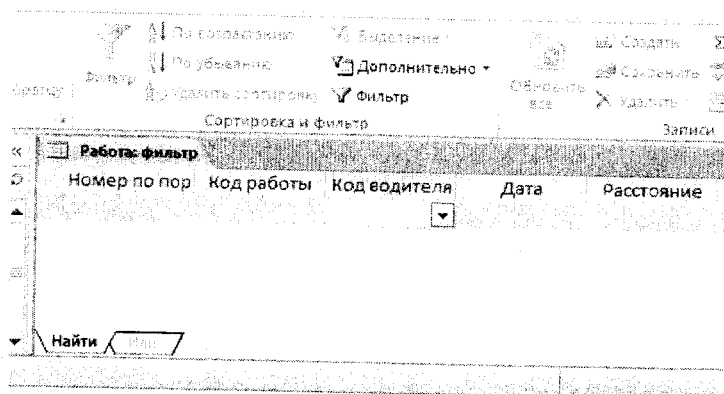 По возрастанию
Выделение
Создать
Фильтр
По убыванию
Дополнительно
Обновить все
Сохранить
Удалить сортировку
Фильтр
Удалить
Сортировка и фильтр
Записи
Работа: фильтр
Номер по пор Код работы Код водителя Дата Расстояние
Найти Или